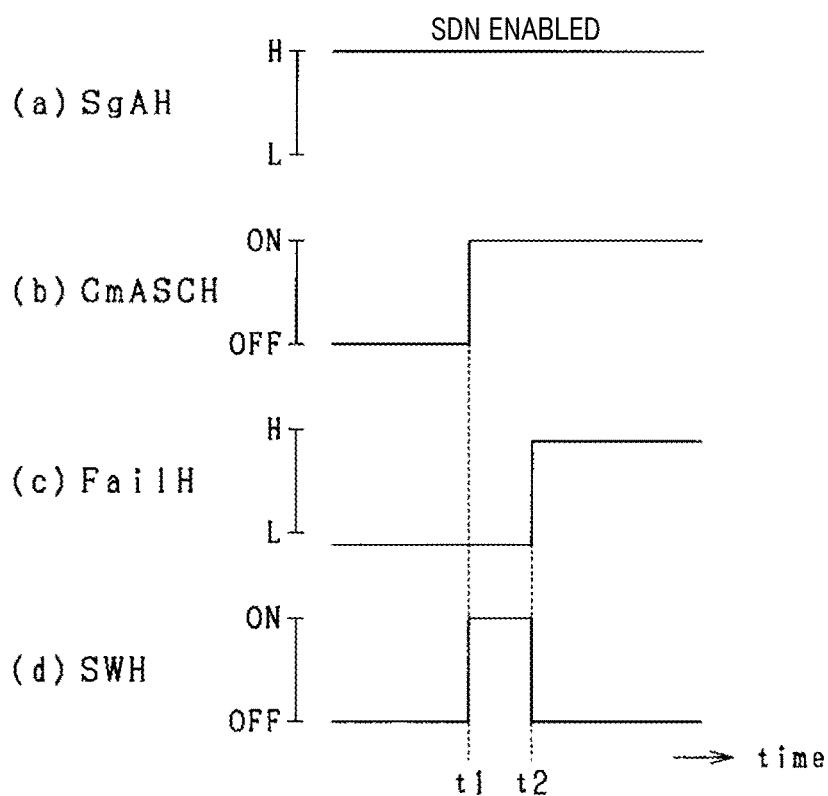 SDN ENABLED
H
(a) SgAH
L
ON
(b) CmASCH
OFF
H
(c) FailH
L
ON
(d) SWH
OFF
t1 t2
time